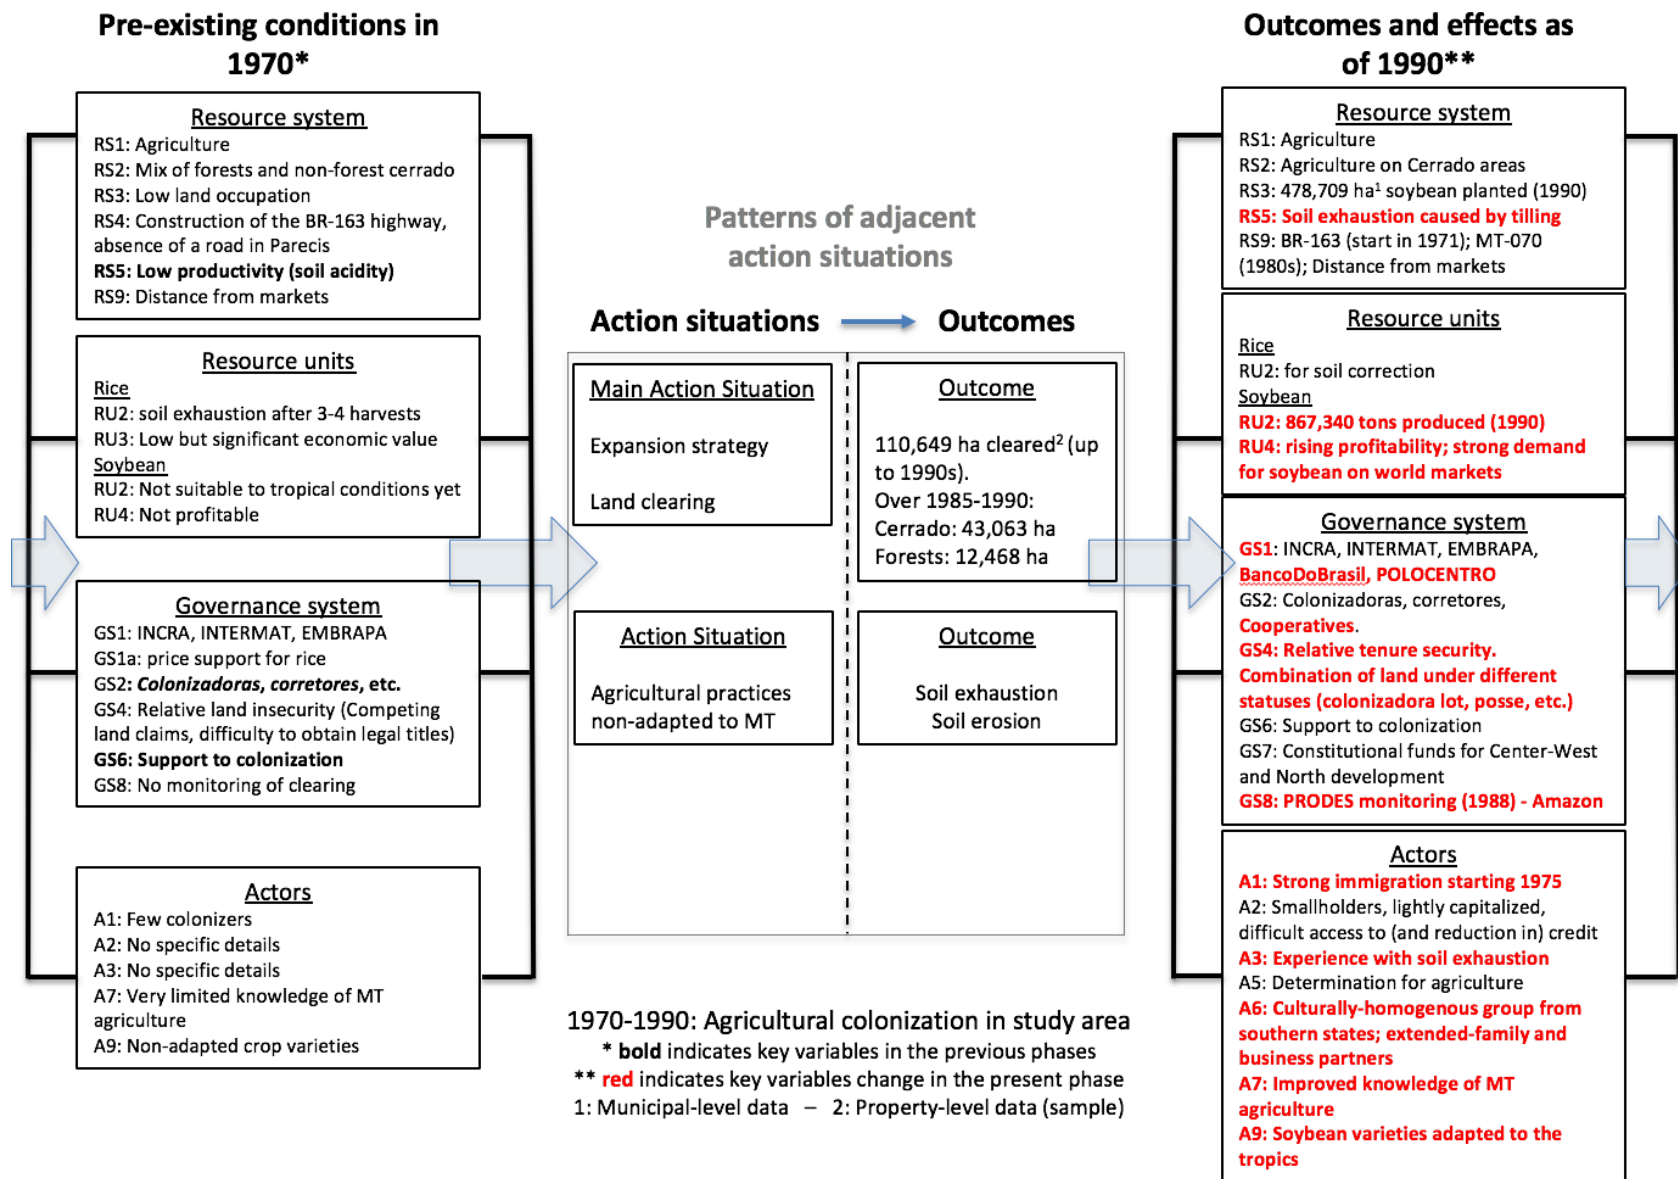 Pre-existing conditions in
1970*
Resource system
RS1: Agriculture
RS2: Mix of forests and non-forest cerrado
RS3: Low land occupation
RS4: Construction of the BR-163 highway,
absence of a road in Parecis
RS5: Low productivity (soil acidity)
RS9: Distance from markets
Resource units
Rice
RU2: soil exhaustion after 3-4 harvests
RU3: Low but significant economic value
Soybean
RU2: Not suitable to tropical conditions yet
RU4: Not profitable
Governance system
GS1: INCRA, INTERMAT, EMBRAPA
GS1a: price support for rice
GS2: Colonizadoras, corretores, etc.
GS4: Relative land insecurity (Competing
land claims, difficulty to obtain legal titles)
GS6: Support to colonization
GS8: No monitoring of clearing
Actors
A1: Few colonizers
A2: No specific details
A3: No specific details
A7: Very limited knowledge of MT
agriculture
A9: Non-adapted crop varieties
Patterns of adjacent
action situations
Action situations
Outcomes
Main Action Situation
Expansion strategy
Land clearing
Outcome
110,649 ha cleared² (up
to 1990s).
Over 1985-1990:
Cerrado: 43,063 ha
Forests: 12,468 ha
Action Situation
Agricultural practices
non-adapted to MT
Outcome
Soil exhaustion
Soil erosion
1970-1990: Agricultural colonization in study area
* bold indicates key variables in the previous phases
** red indicates key variables change in the present phase
1: Municipal-level data – 2: Property-level data (sample)
Outcomes and effects as
of 1990**
Resource system
RS1: Agriculture
RS2: Agriculture on Cerrado areas
RS3: 478,709 ha¹ soybean planted (1990)
RS5: Soil exhaustion caused by tilling
RS9: BR-163 (start in 1971); MT-070
(1980s); Distance from markets
Resource units
Rice
RU2: for soil correction
Soybean
RU2: 867,340 tons produced (1990)
RU4: rising profitability; strong demand
for soybean on world markets
Governance system
GS1: INCRA, INTERMAT, EMBRAPA,
BancoDoBrasil, POLOCENTRO
GS2: Colonizadoras, corretores,
Cooperatives.
GS4: Relative tenure security.
Combination of land under different
statuses (colonizadora lot, posse, etc.)
GS6: Support to colonization
GS7: Constitutional funds for Center-West
and North development
GS8: PRODES monitoring (1988) - Amazon
Actors
A1: Strong immigration starting 1975
A2: Smallholders, lightly capitalized,
difficult access to (and reduction in) credit
A3: Experience with soil exhaustion
A5: Determination for agriculture
A6: Culturally-homogenous group from
southern states; extended-family and
business partners
A7: Improved knowledge of MT
agriculture
A9: Soybean varieties adapted to the
tropics